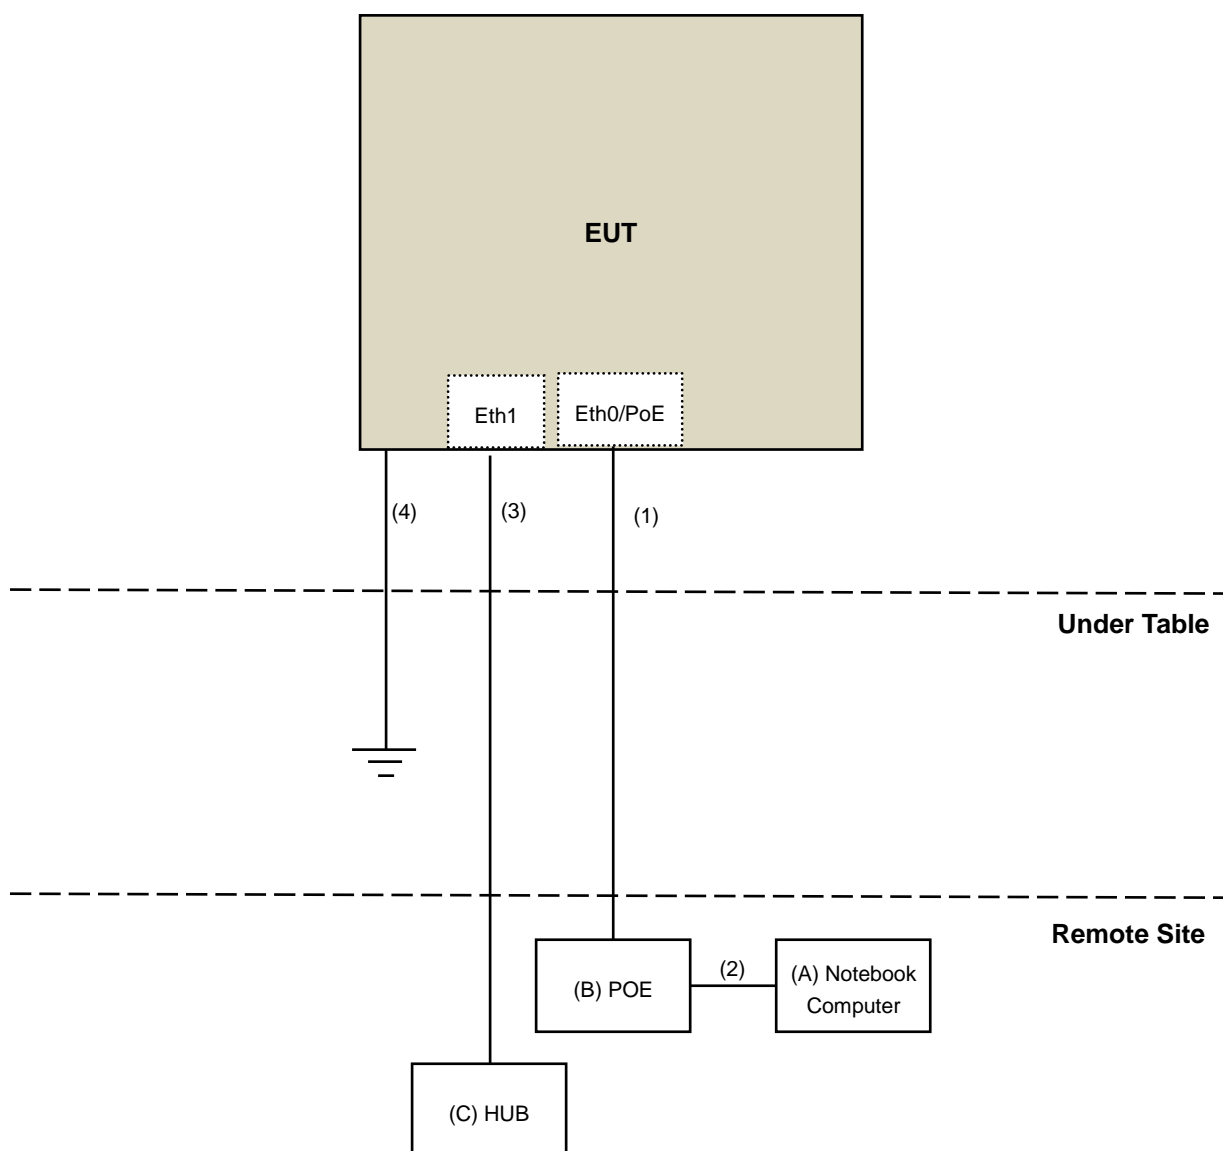 EUT
Eth1
Eth0/PoE
(4)
(3)
(1)
Under Table
Remote Site
(B) POE
(2)
(A) Notebook
Computer
(C) HUB